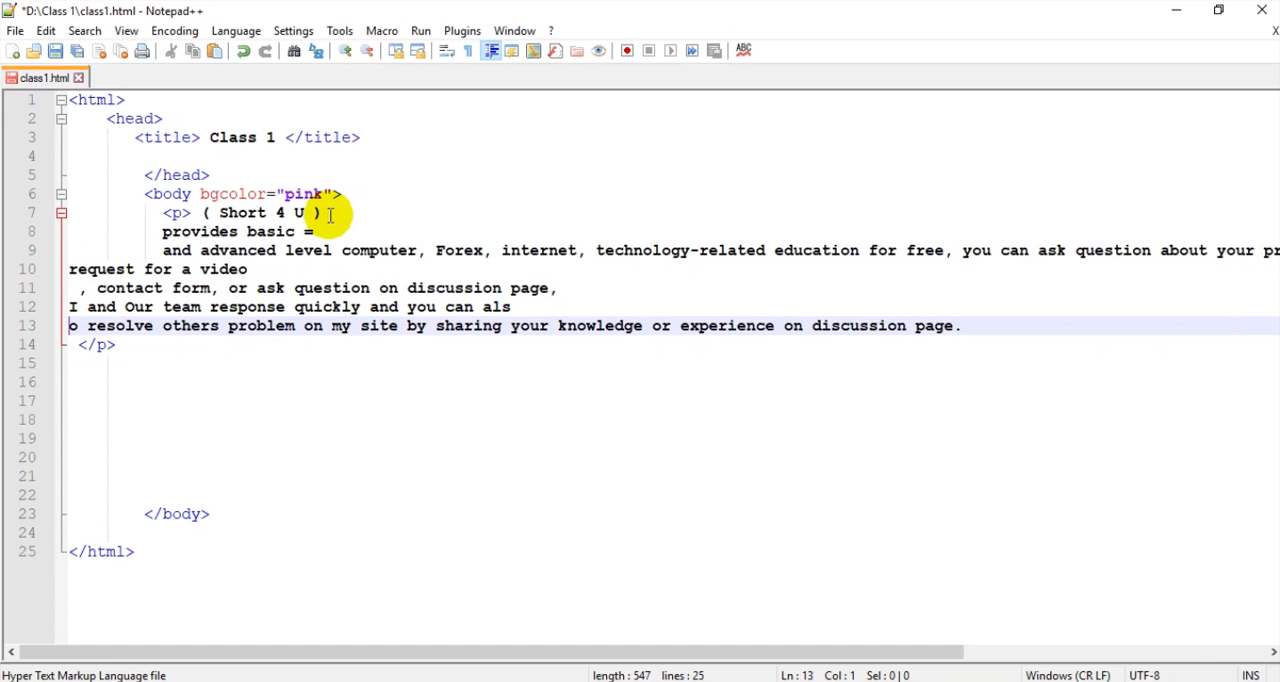 *D:\Class 1\class1.html - Notepad++
File Edit Search View Encoding Language Settings Tools Macro Run Plugins Window ? X
class1.html
1 <html>
2 <head>
3 <title> Class 1 </title>
4
5 </head>
6 <body bgcolor="pink">
7 <p> ( Short 4 U )
8 provides basic =
9 and advanced level computer, Forex, internet, technology-related education for free, you can ask question about your pr
10 request for a video
11 , contact form, or ask question on discussion page,
12 I and Our team response quickly and you can als
13 o resolve others problem on my site by sharing your knowledge or experience on discussion page.
14 </p>
15
16
17
18
19
20
21
22
23 </body>
24
25 </html>
Hyper Text Markup Language file length : 547 lines : 25 Ln : 13 Col : 1 Sel : 0 | 0 Windows (CR LF) UTF-8 INS